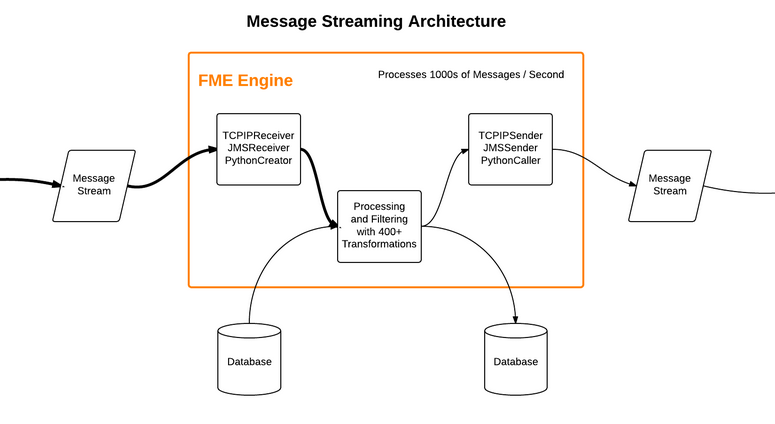 Message Streaming Architecture
FME Engine
Processes 1000s of Messages / Second
Message
Stream
TCPIPReceiver
JMSReceiver
PythonCreator
Processing
and Filtering
with 400+
Transformations
TCPIPSender
JMSSender
PythonCaller
Message
Stream
Database
Database